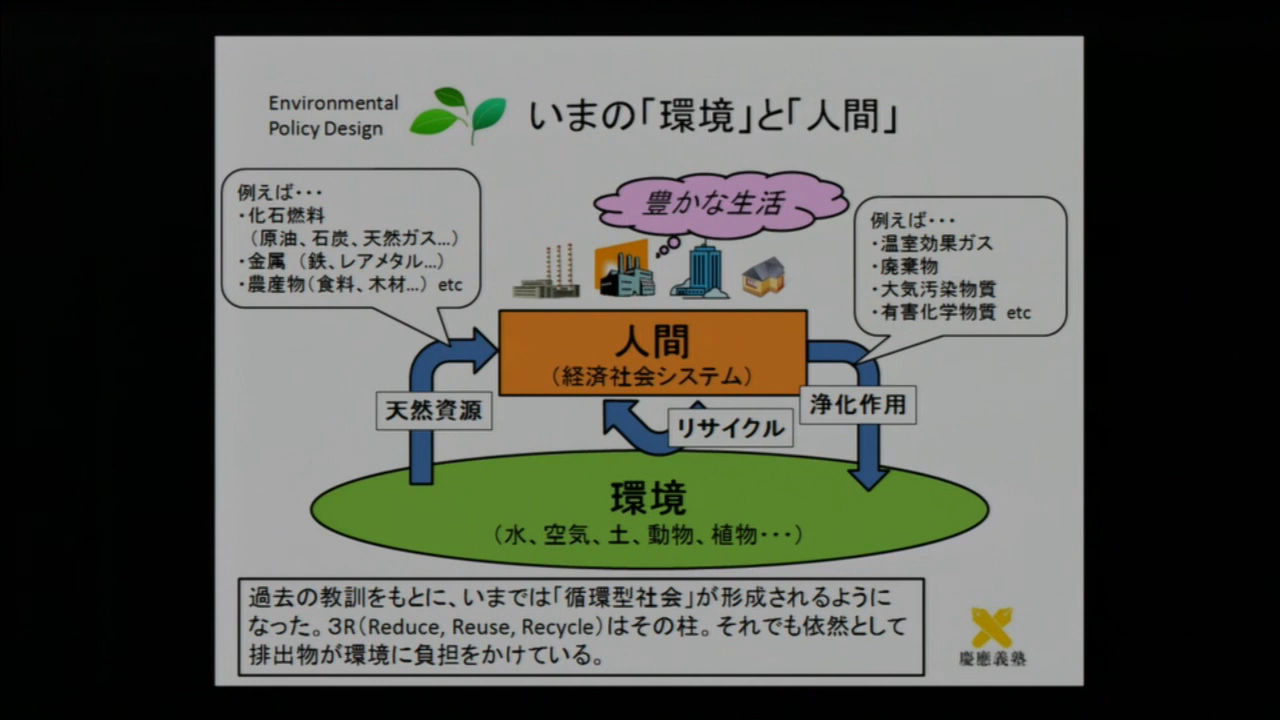 Environmental
Policy Design
いまの「環境」と「人間」
例えば・・・
・化石燃料
（原油、石炭、天然ガス…）
・金属（鉄、レアメタル…）
・農産物（食料、木材…） etc
豊かな生活
例えば・・・
・温室効果ガス
・廃棄物
・大気汚染物質
・有害化学物質 etc
人間
（経済社会システム）
天然資源
リサイクル
浄化作用
環境
（水、空気、土、動物、植物・・・）
過去の教訓をもとに、いまでは「循環型社会」が形成されるように
なった。3R（Reduce, Reuse, Recycle）はその柱。それでも依然として
排出物が環境に負担をかけている。
慶應義塾